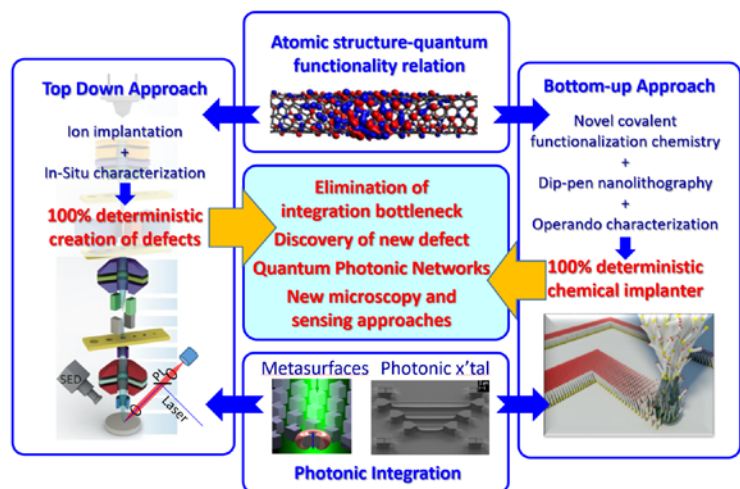 Atomic structure-quantum
functionality relation
Top Down Approach
Ion implantation
+
In-Situ characterization
100% deterministic
creation of defects
SED
PL
Laser
Elimination of
integration bottleneck
Discovery of new defect
Quantum Photonic Networks
New microscopy and
sensing approaches
Bottom-up Approach
Novel covalent
functionalization chemistry
+
Dip-pen nanolithography
+
Operando characterization
100% deterministic
chemical implanter
Metasurfaces
Photonic x'tal
Photonic Integration